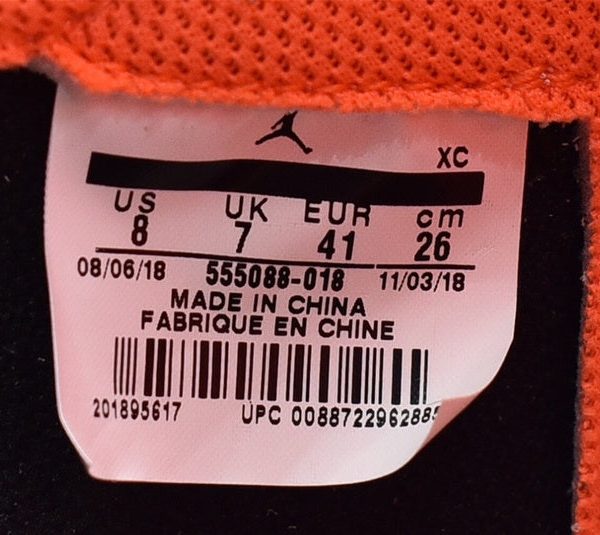 XC
US UK EUR cm
8 7 41 26
08/06/18 555088-018 11/03/18
MADE IN CHINA
FABRIQUE EN CHINE
201895617 UPC 00887229628